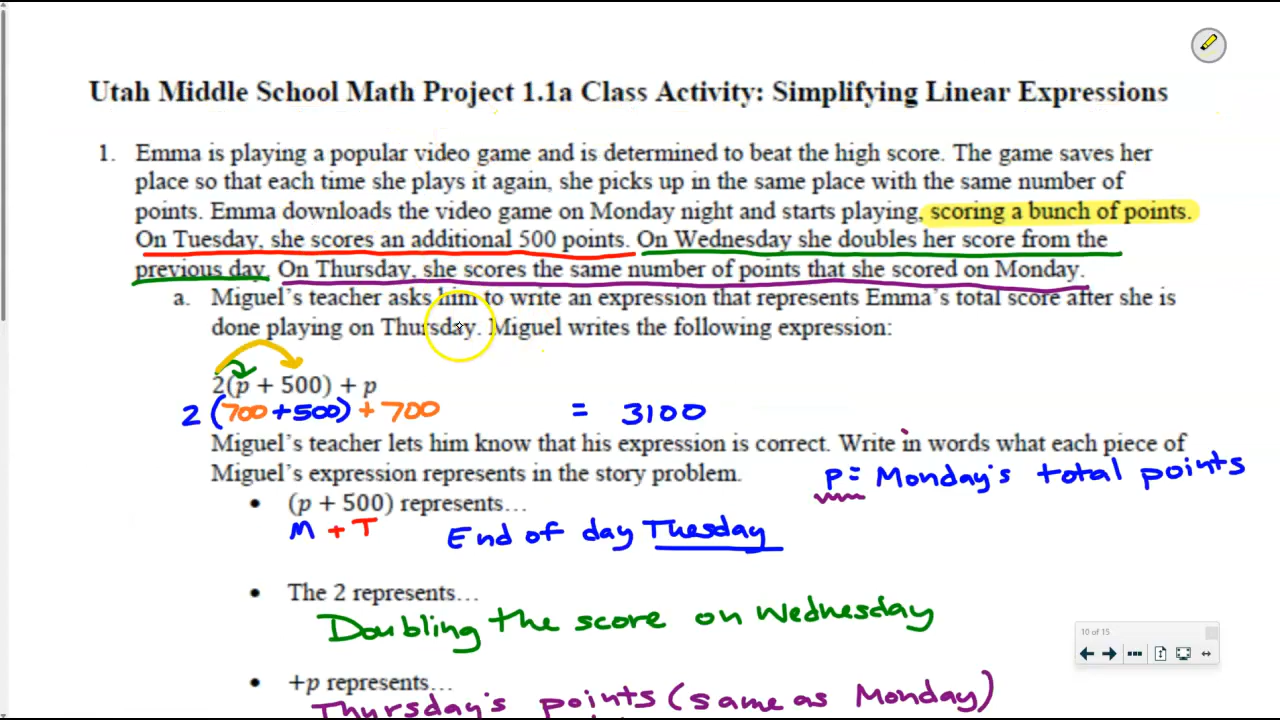 Utah Middle School Math Project 1.1a Class Activity: Simplifying Linear Expressions
1. Emma is playing a popular video game and is determined to beat the high score. The game saves her
place so that each time she plays it again, she picks up in the same place with the same number of
points. Emma downloads the video game on Monday night and starts playing, scoring a bunch of points.
On Tuesday, she scores an additional 500 points. On Wednesday she doubles her score from the
previous day. On Thursday, she scores the same number of points that she scored on Monday.
a. Miguel's teacher asks him to write an expression that represents Emma's total score after she is
done playing on Thursday. Miguel writes the following expression:
2(p + 500) + p
2 (700 +500) + 700 = 3100
Miguel's teacher lets him know that his expression is correct. Write in words what each piece of
Miguel's expression represents in the story problem.
p = Monday's total points
• (p + 500) represents…
M + T End of day Tuesday
• The 2 represents…
Doubling the score on Wednesday
10 of 15
• +p represents…
Thursday's points (same as Monday)